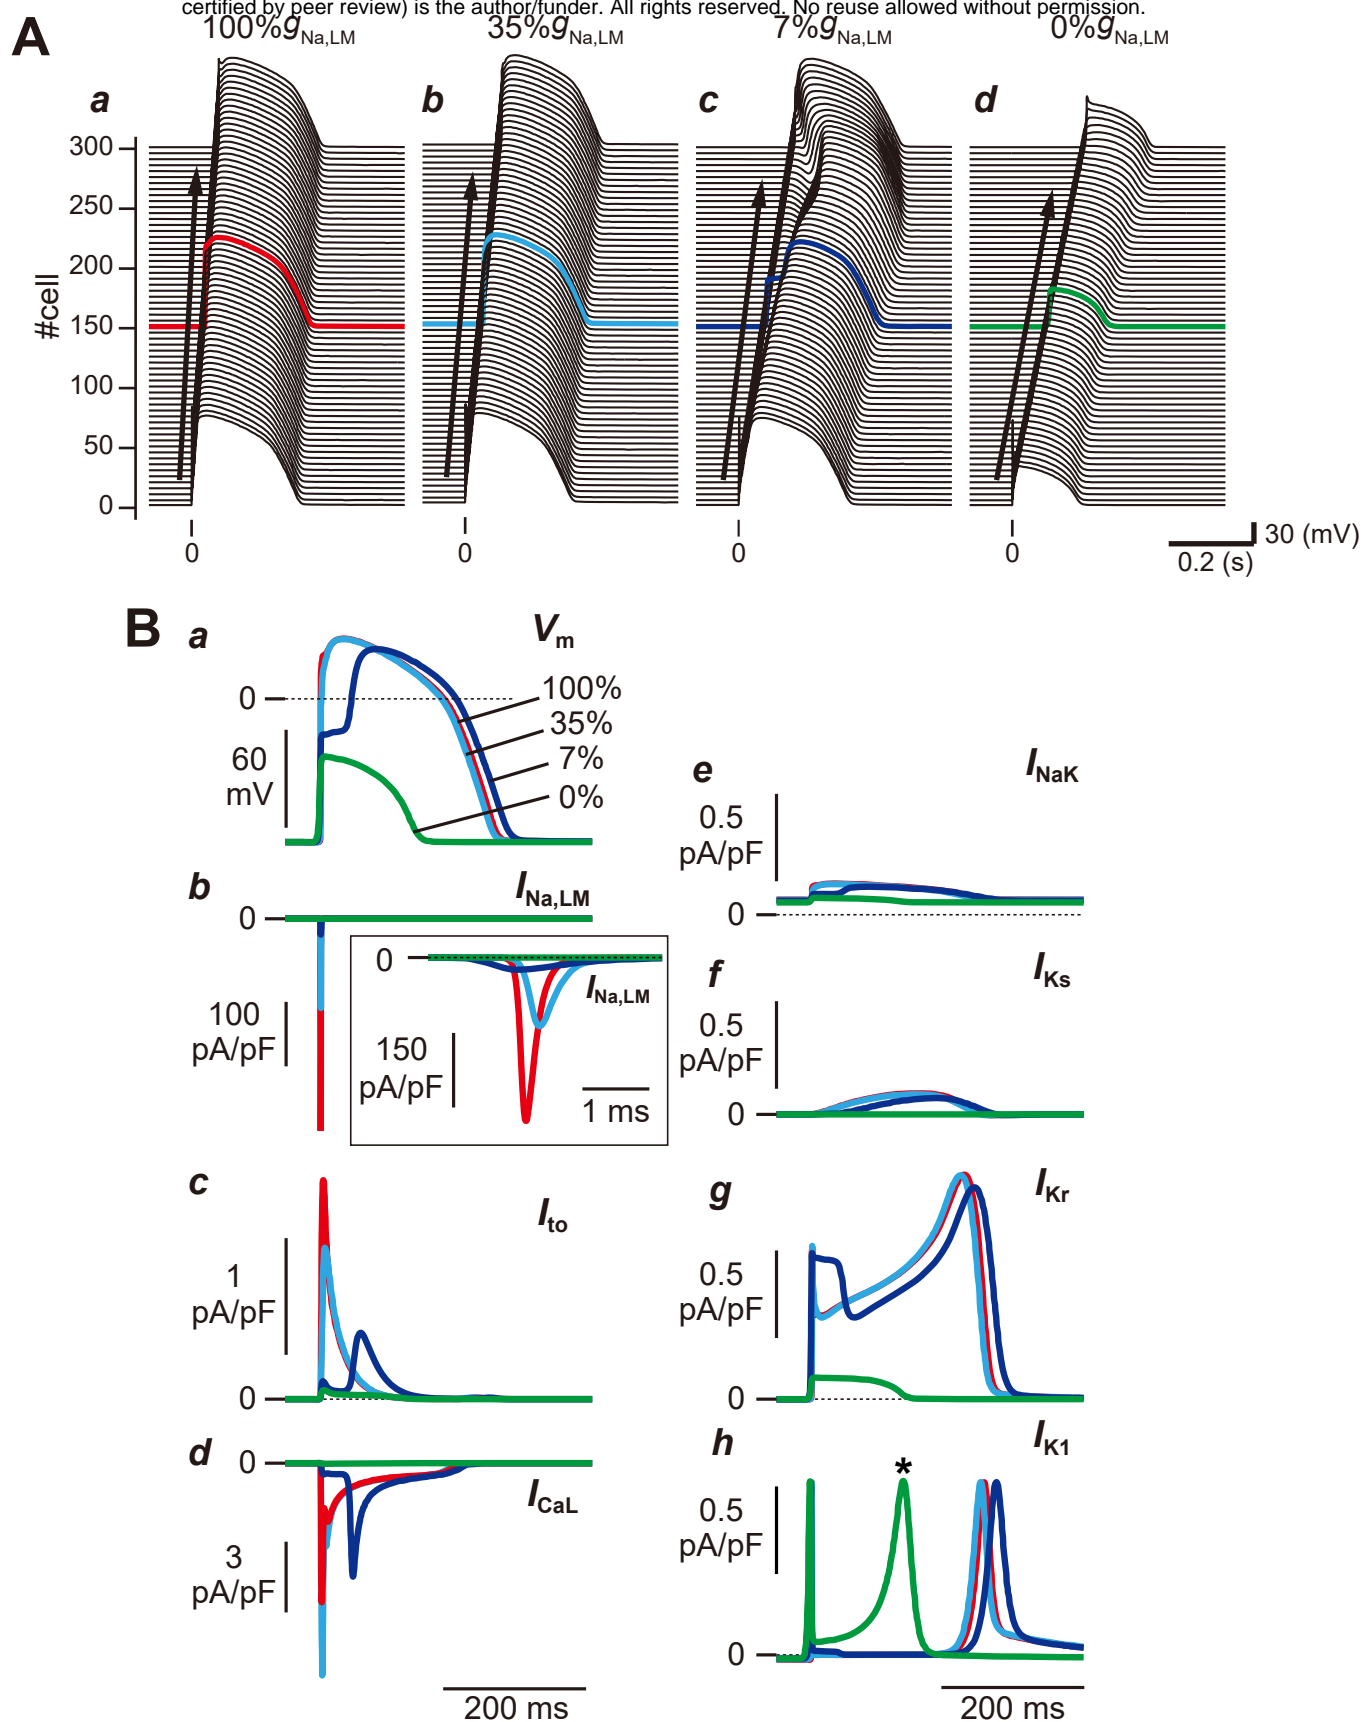 certified by peer review) is the author/funder. All rights reserved. No reuse allowed without permission.
A
100%gNa,LM
35%gNa,LM
7%gNa,LM
0%gNa,LM
a
b
c
d
#cell
300
250
200
150
100
50
0
0
0
0
0
30 (mV)
0.2 (s)
B
a
Vm
0
60
mV
100%
35%
7%
0%
b
INa,LM
0
100
pA/pF
0
INa,LM
150
pA/pF
1 ms
c
Ito
1
pA/pF
0
d
0
ICaL
3
pA/pF
200 ms
e
INaK
0.5
pA/pF
0
f
IKs
0.5
pA/pF
0
g
IKr
0.5
pA/pF
0
h
IK1
*
0.5
pA/pF
0
200 ms